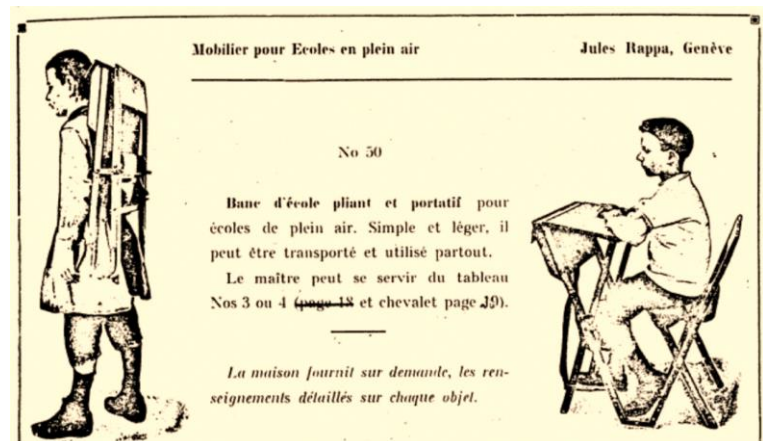 Mobilier pour Ecoles en plein air Jules Rappa, Genève
No 50
Banc d'école pliant et portatif pour
écoles de plein air. Simple et léger, il
peut être transporté et utilisé partout.
Le maître peut se servir du tableau
Nos 3 ou 4 (page 18 et chevalet page 19).
La maison fournit sur demande, les ren-
seignements détaillés sur chaque objet.